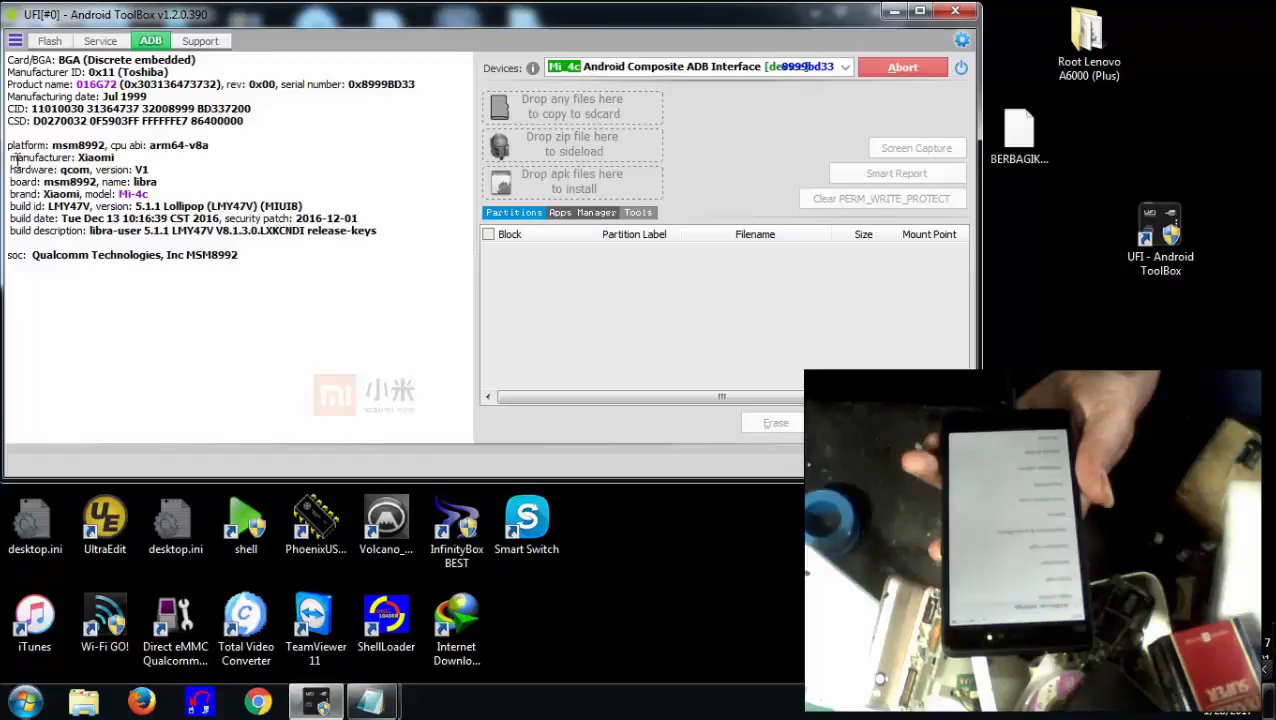 UFI[#0] - Android ToolBox v1.2.0.390
Flash
Service
ADB
Support
Card/BGA: BGA (Discrete embedded)
Manufacturer ID: 0x11 (Toshiba)
Product name: 016G72 (0x303136473732), rev: 0x00, serial number: 0x8999BD33
Manufacturing date: Jul 1999
CID: 11010030 31364737 32008999 BD337200
CSD: D0270032 0F5903FF FFFFFFE7 86400000
platform: msm8992, cpu abi: arm64-v8a
manufacturer: Xiaomi
hardware: qcom, version: V1
board: msm8992, name: libra
brand: Xiaomi, model: Mi-4c
build id: LMY47V, version: 5.1.1 Lollipop (LMY47V) (MIUI8)
build date: Tue Dec 13 10:16:39 CST 2016, security patch: 2016-12-01
build description: libra-user 5.1.1 LMY47V V8.1.3.0.LXKCNDI release-keys
soc: Qualcomm Technologies, Inc MSM8992
mi 小米
Devices:
Mi_4c Android Composite ADB Interface
8999bd33
Abort
Drop any files here
to copy to sdcard
Drop zip file here
to sideload
Drop apk files here
to install
Screen Capture
Smart Report
Clear PERM_WRITE_PROTECT
Partitions
Apps Manager
Tools
Block
Partition Label
Filename
Size
Mount Point
Erase
Root Lenovo
A6000 (Plus)
BERBAGIK...
UFI - Android
ToolBox
desktop.ini
UltraEdit
desktop.ini
shell
PhoenixUS...
Volcano_...
InfinityBox
BEST
Smart Switch
iTunes
Wi-Fi GO!
Direct eMMC
Qualcomm...
Total Video
Converter
TeamViewer
11
ShellLoader
Internet
Downlo...